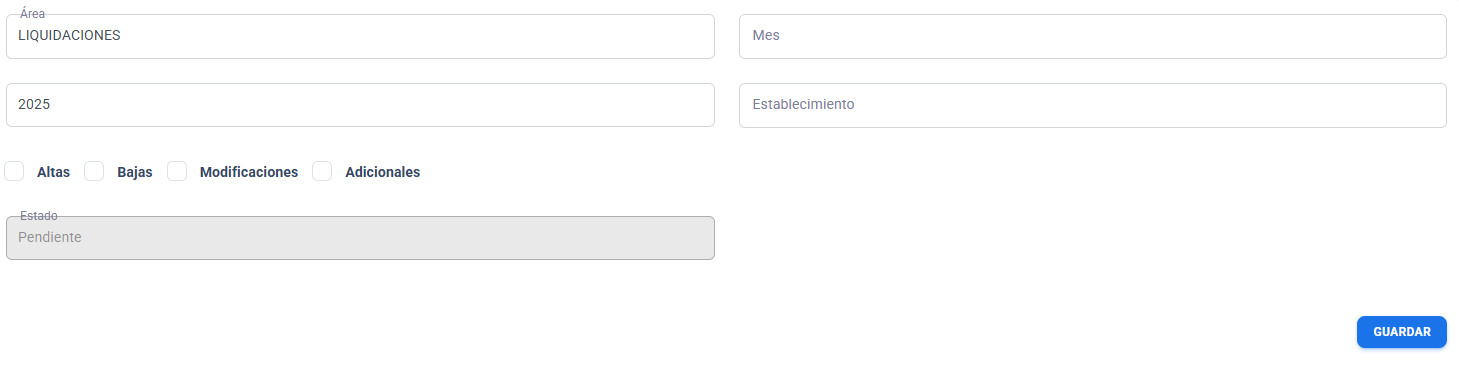 Área
LIQUIDACIONES
Mes
2025
Establecimiento
Altas Bajas Modificaciones Adicionales
Estado
Pendiente
GUARDAR